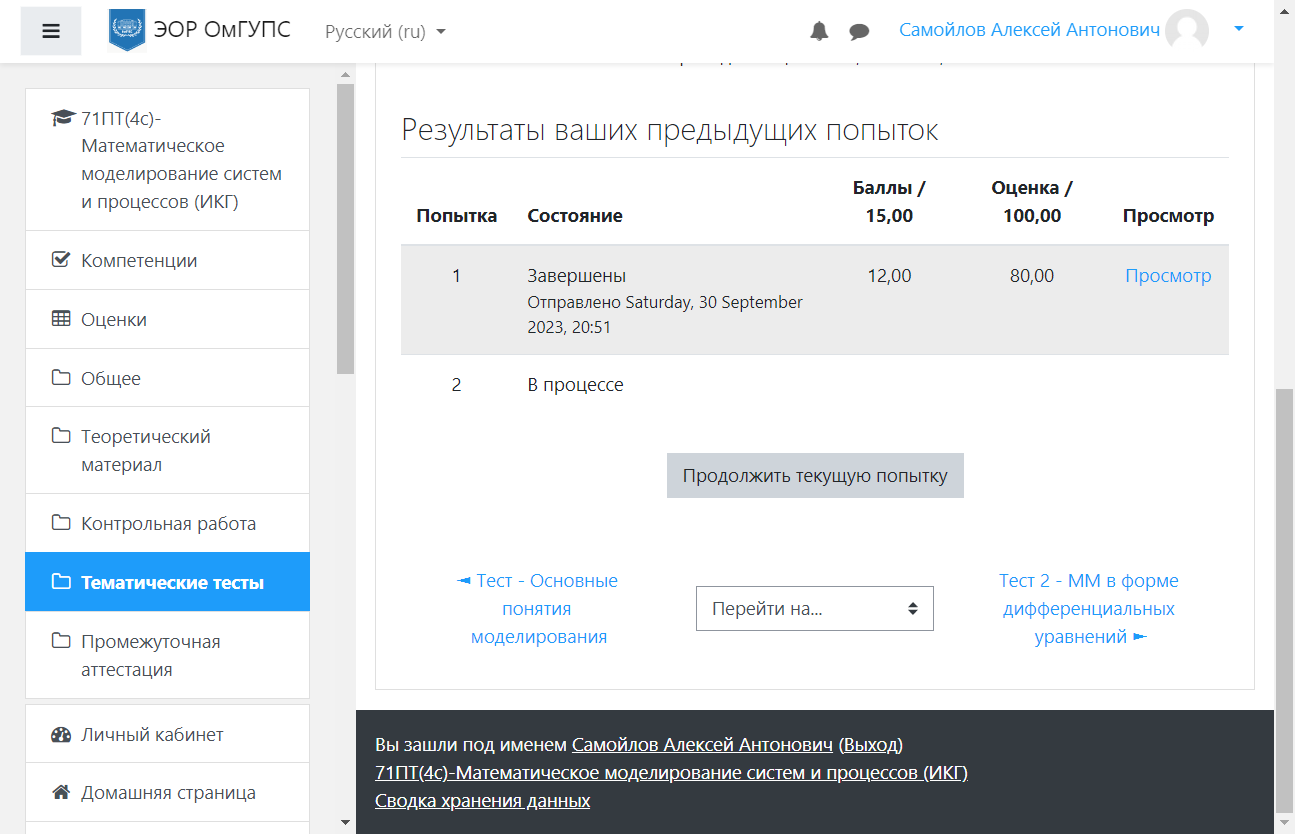 ЭОР ОмГУПС
Русский (ru)
Самойлов Алексей Антонович
71ПТ(4с)-
Математическое
моделирование систем
и процессов (ИКГ)
Компетенции
Оценки
Общее
Теоретический
материал
Контрольная работа
Тематические тесты
Промежуточная
аттестация
Личный кабинет
Домашняя страница
Результаты ваших предыдущих попыток
Попытка Состояние Баллы / 15,00 Оценка / 100,00 Просмотр
1 Завершены 12,00 80,00 Просмотр
Отправлено Saturday, 30 September
2023, 20:51
2 В процессе
Продолжить текущую попытку
◄ Тест - Основные
понятия
моделирования
Перейти на...
Тест 2 - ММ в форме
дифференциальных
уравнений ►
Вы зашли под именем Самойлов Алексей Антонович (Выход)
71ПТ(4с)-Математическое моделирование систем и процессов (ИКГ)
Сводка хранения данных